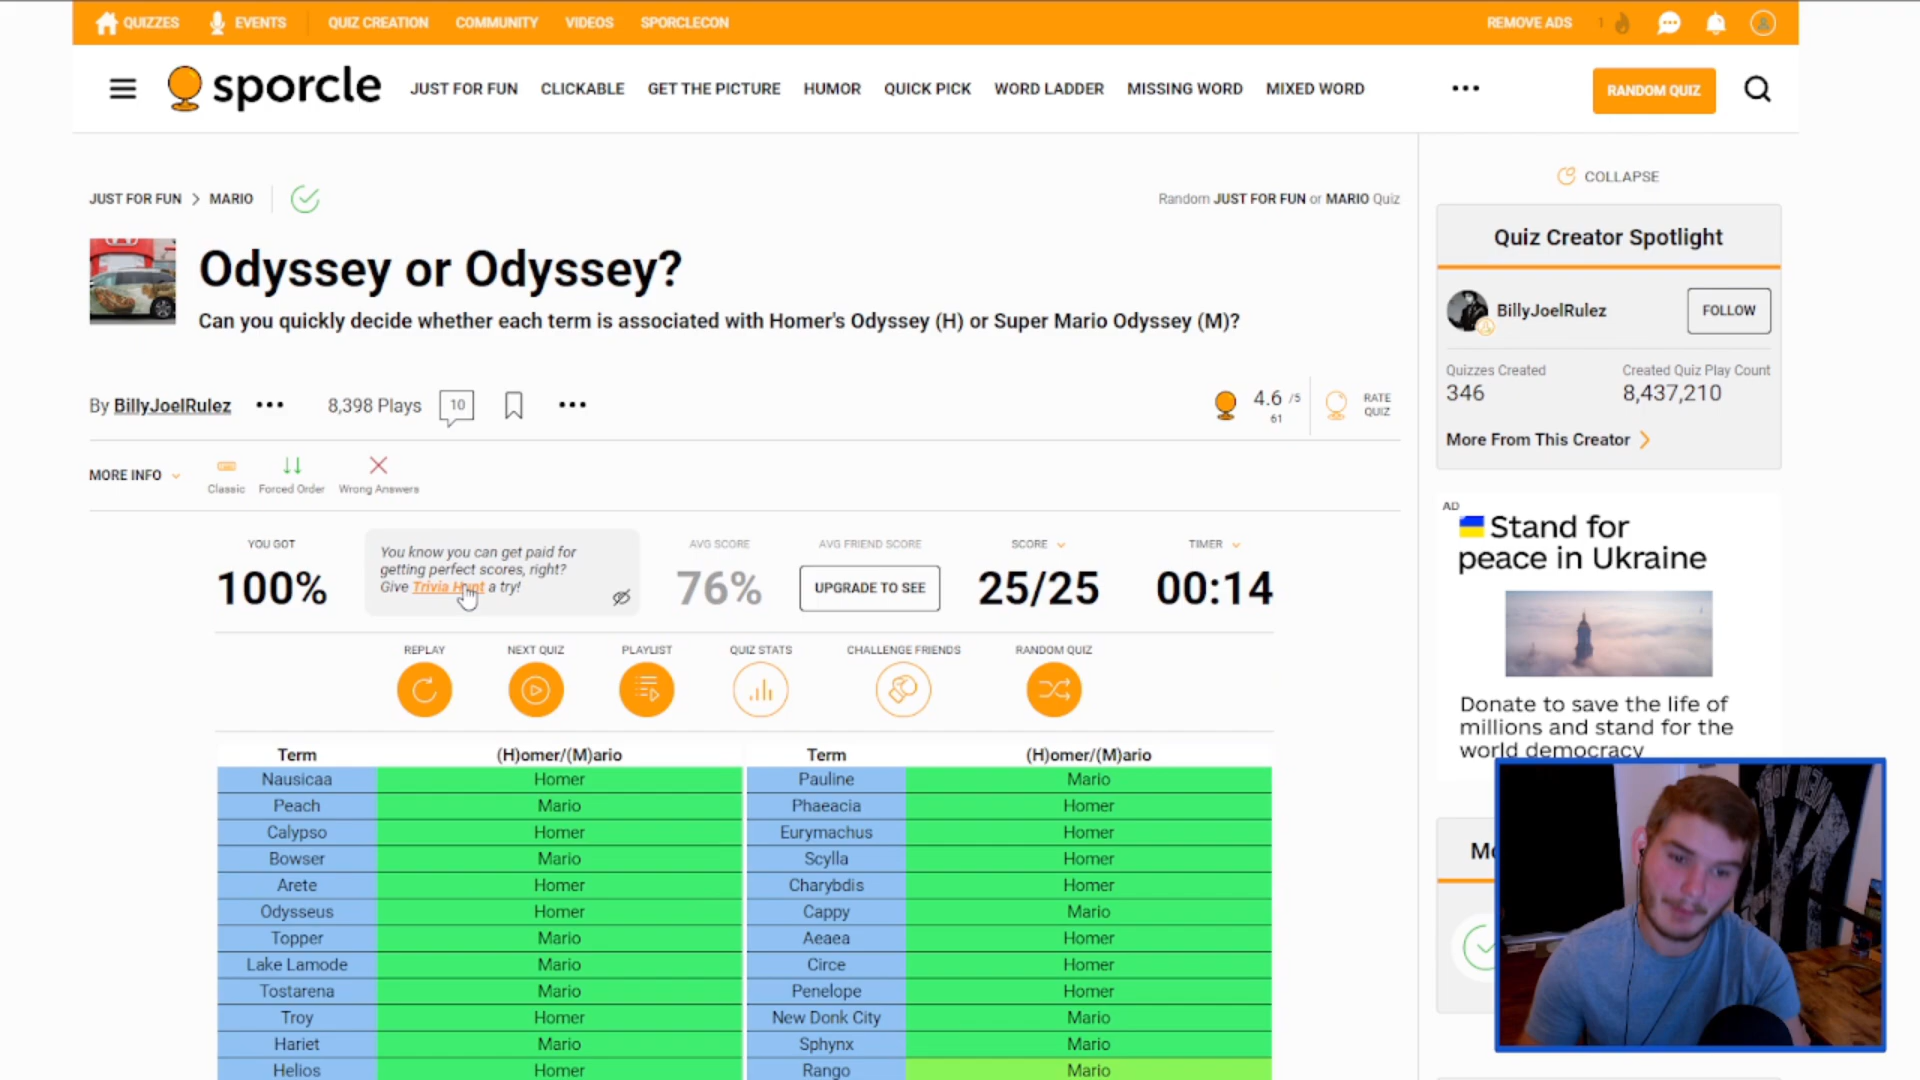 QUIZZES
EVENTS
QUIZ CREATION
COMMUNITY
VIDEOS
SPORCLECON
REMOVE ADS
1
sporcle
JUST FOR FUN
CLICKABLE
GET THE PICTURE
HUMOR
QUICK PICK
WORD LADDER
MISSING WORD
MIXED WORD
RANDOM QUIZ
JUST FOR FUN > MARIO
Random JUST FOR FUN or MARIO Quiz
Odyssey or Odyssey?
Can you quickly decide whether each term is associated with Homer's Odyssey (H) or Super Mario Odyssey (M)?
By BillyJoelRulez
8,398 Plays
10
4.6 /5
61
RATE
QUIZ
MORE INFO
Classic
Forced Order
Wrong Answers
YOU GOT
100%
You know you can get paid for
getting perfect scores, right?
Give Trivia Hunt a try!
AVG SCORE
76%
AVG FRIEND SCORE
UPGRADE TO SEE
SCORE
25/25
TIMER
00:14
REPLAY
NEXT QUIZ
PLAYLIST
QUIZ STATS
CHALLENGE FRIENDS
RANDOM QUIZ
Term (H)omer/(M)ario
Nausicaa Homer
Peach Mario
Calypso Homer
Bowser Mario
Arete Homer
Odysseus Homer
Topper Mario
Lake Lamode Mario
Tostarena Mario
Troy Homer
Hariet Mario
Helios Homer
Term (H)omer/(M)ario
Pauline Mario
Phaeacia Homer
Eurymachus Homer
Scylla Homer
Charybdis Homer
Cappy Mario
Aeaea Homer
Circe Homer
Penelope Homer
New Donk City Mario
Sphynx Mario
Rango Mario
COLLAPSE
Quiz Creator Spotlight
BillyJoelRulez
FOLLOW
Quizzes Created
346
Created Quiz Play Count
8,437,210
More From This Creator
AD
Stand for
peace in Ukraine
Donate to save the life of
millions and stand for the
world democracy
NEW YORK